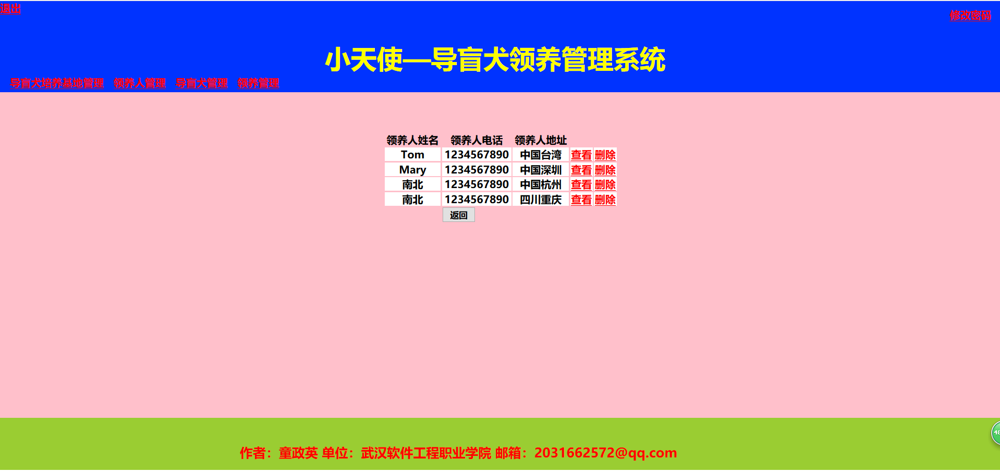 退出
修改密码
小天使—导盲犬领养管理系统
导盲犬培养基地管理 领养人管理 导盲犬管理 领养管理
领养人姓名 领养人电话 领养人地址
Tom 1234567890 中国台湾 查看 删除
Mary 1234567890 中国深圳 查看 删除
南北 1234567890 中国杭州 查看 删除
南北 1234567890 四川重庆 查看 删除
返回
作者：童政英 单位：武汉软件工程职业学院 邮箱：2031662572@qq.com